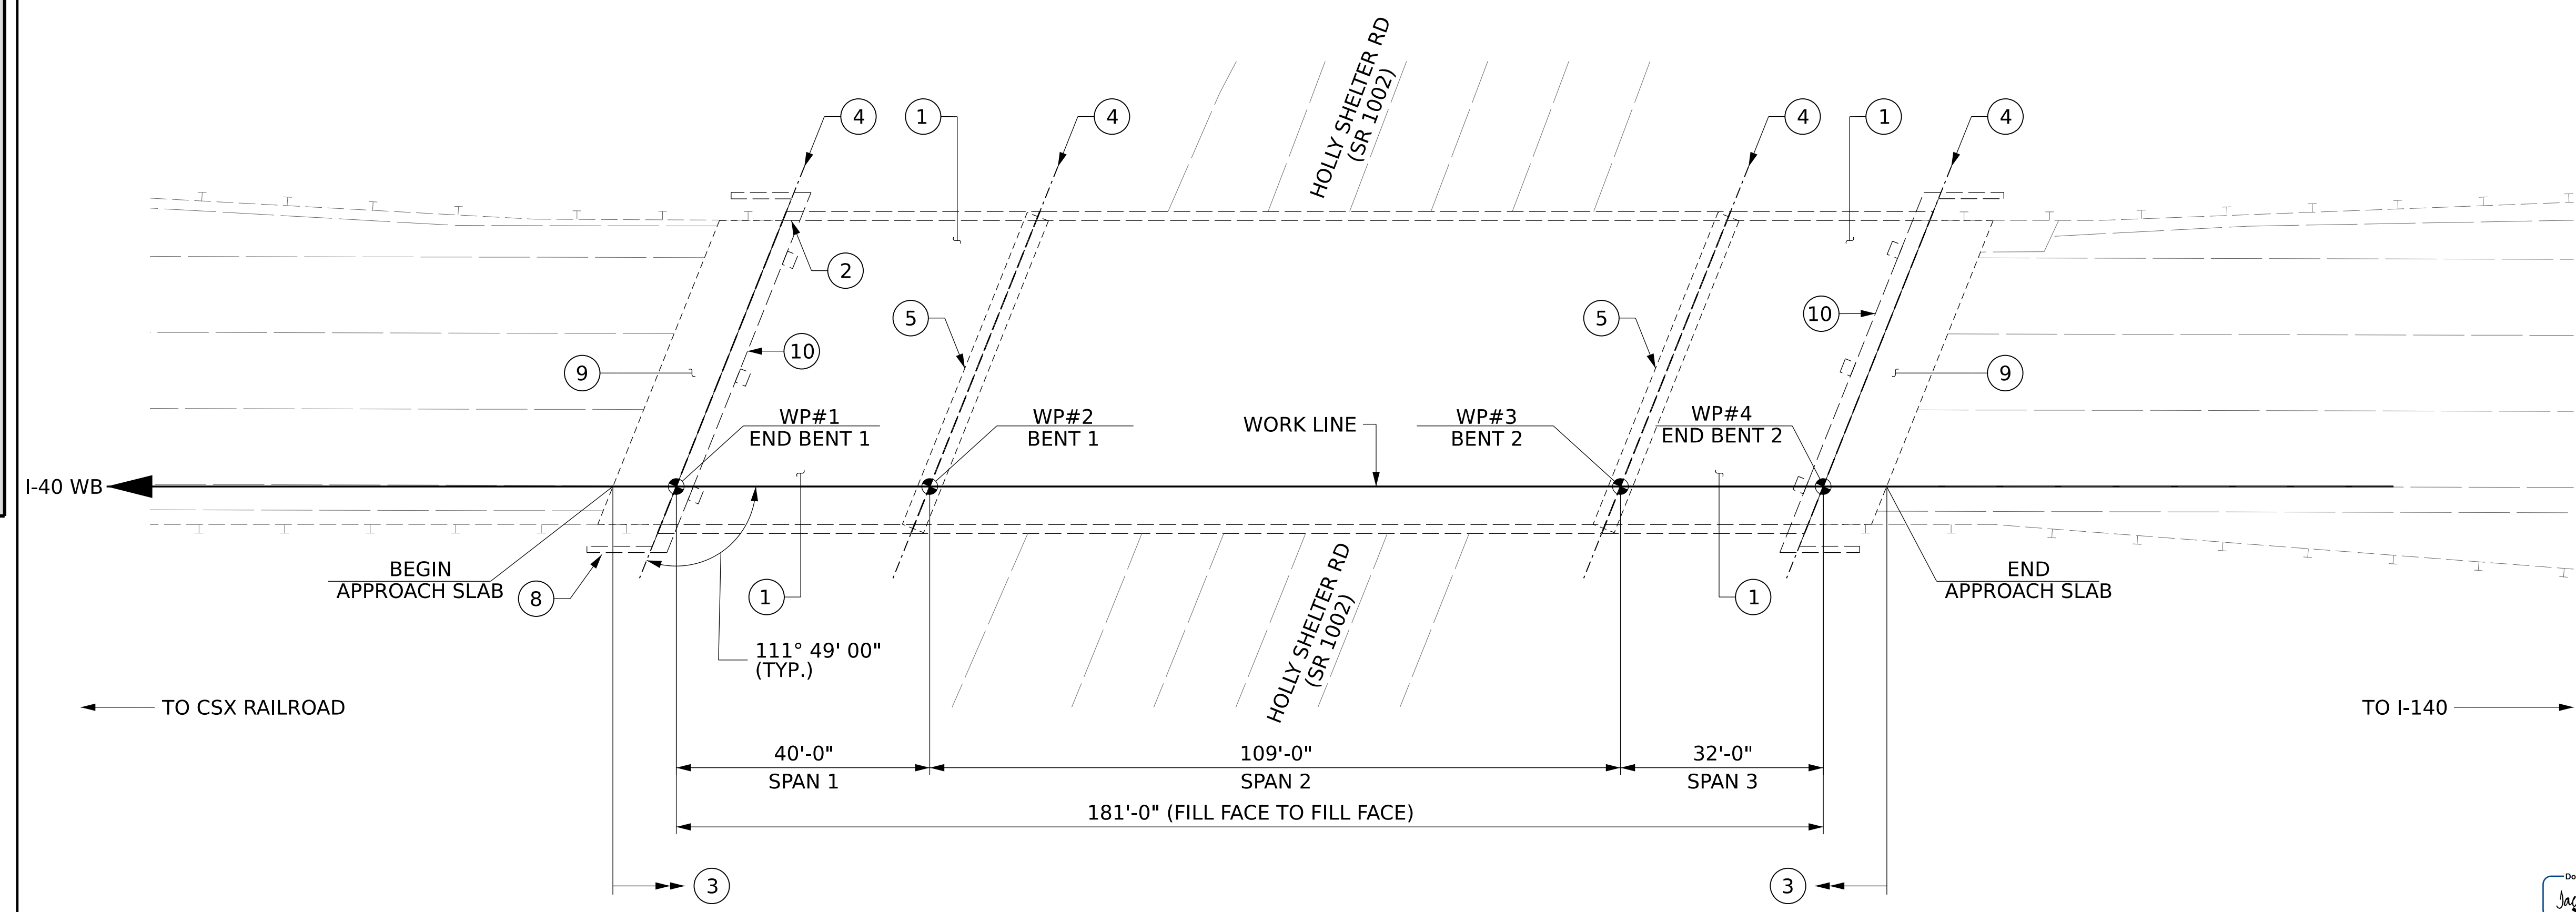 HOLLY SHELTER RD
(SR 1002)
4
1
4
4
1
4
2
5
5
10
10
9
9
WP#1
END BENT 1
WP#2
BENT 1
WORK LINE
WP#3
BENT 2
WP#4
END BENT 2
I-40 WB
BEGIN
APPROACH SLAB
8
1
1
END
APPROACH SLAB
HOLLY SHELTER RD
(SR 1002)
111° 49' 00"
(TYP.)
TO CSX RAILROAD
TO I-140
40'-0"
SPAN 1
109'-0"
SPAN 2
32'-0"
SPAN 3
181'-0" (FILL FACE TO FILL FACE)
3
3